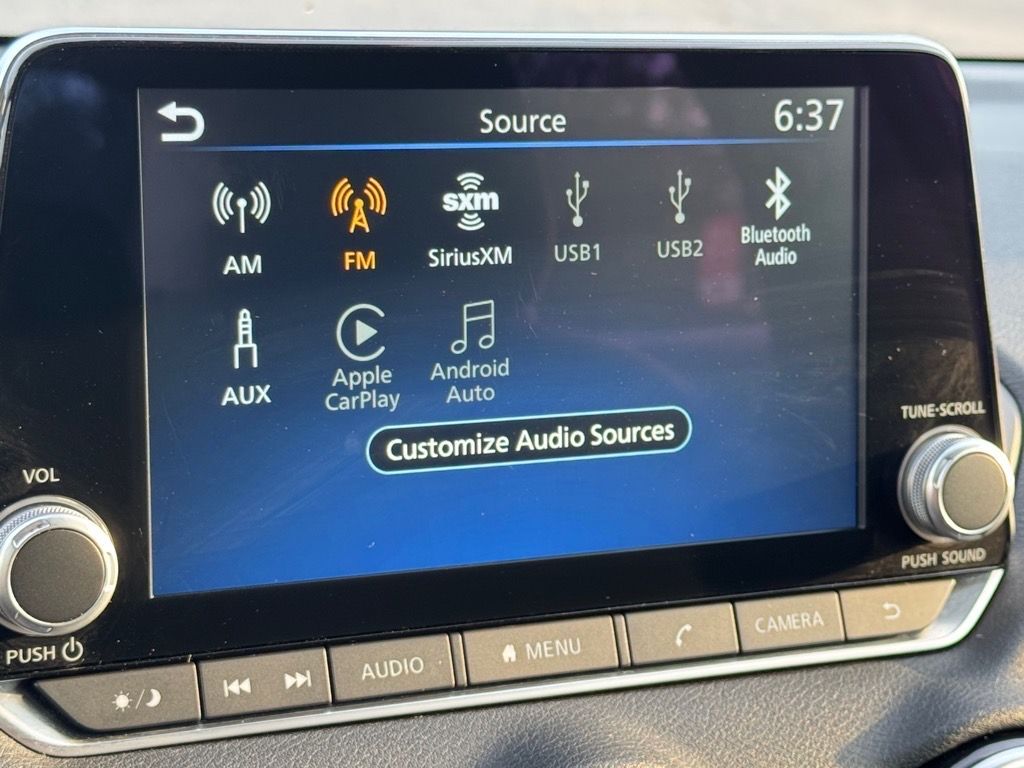 Source
6:37
AM
FM
sxm
SiriusXM
USB1
USB2
Bluetooth
Audio
AUX
Apple
CarPlay
Android
Auto
Customize Audio Sources
VOL
PUSH
TUNE·SCROLL
PUSH SOUND
AUDIO
MENU
CAMERA